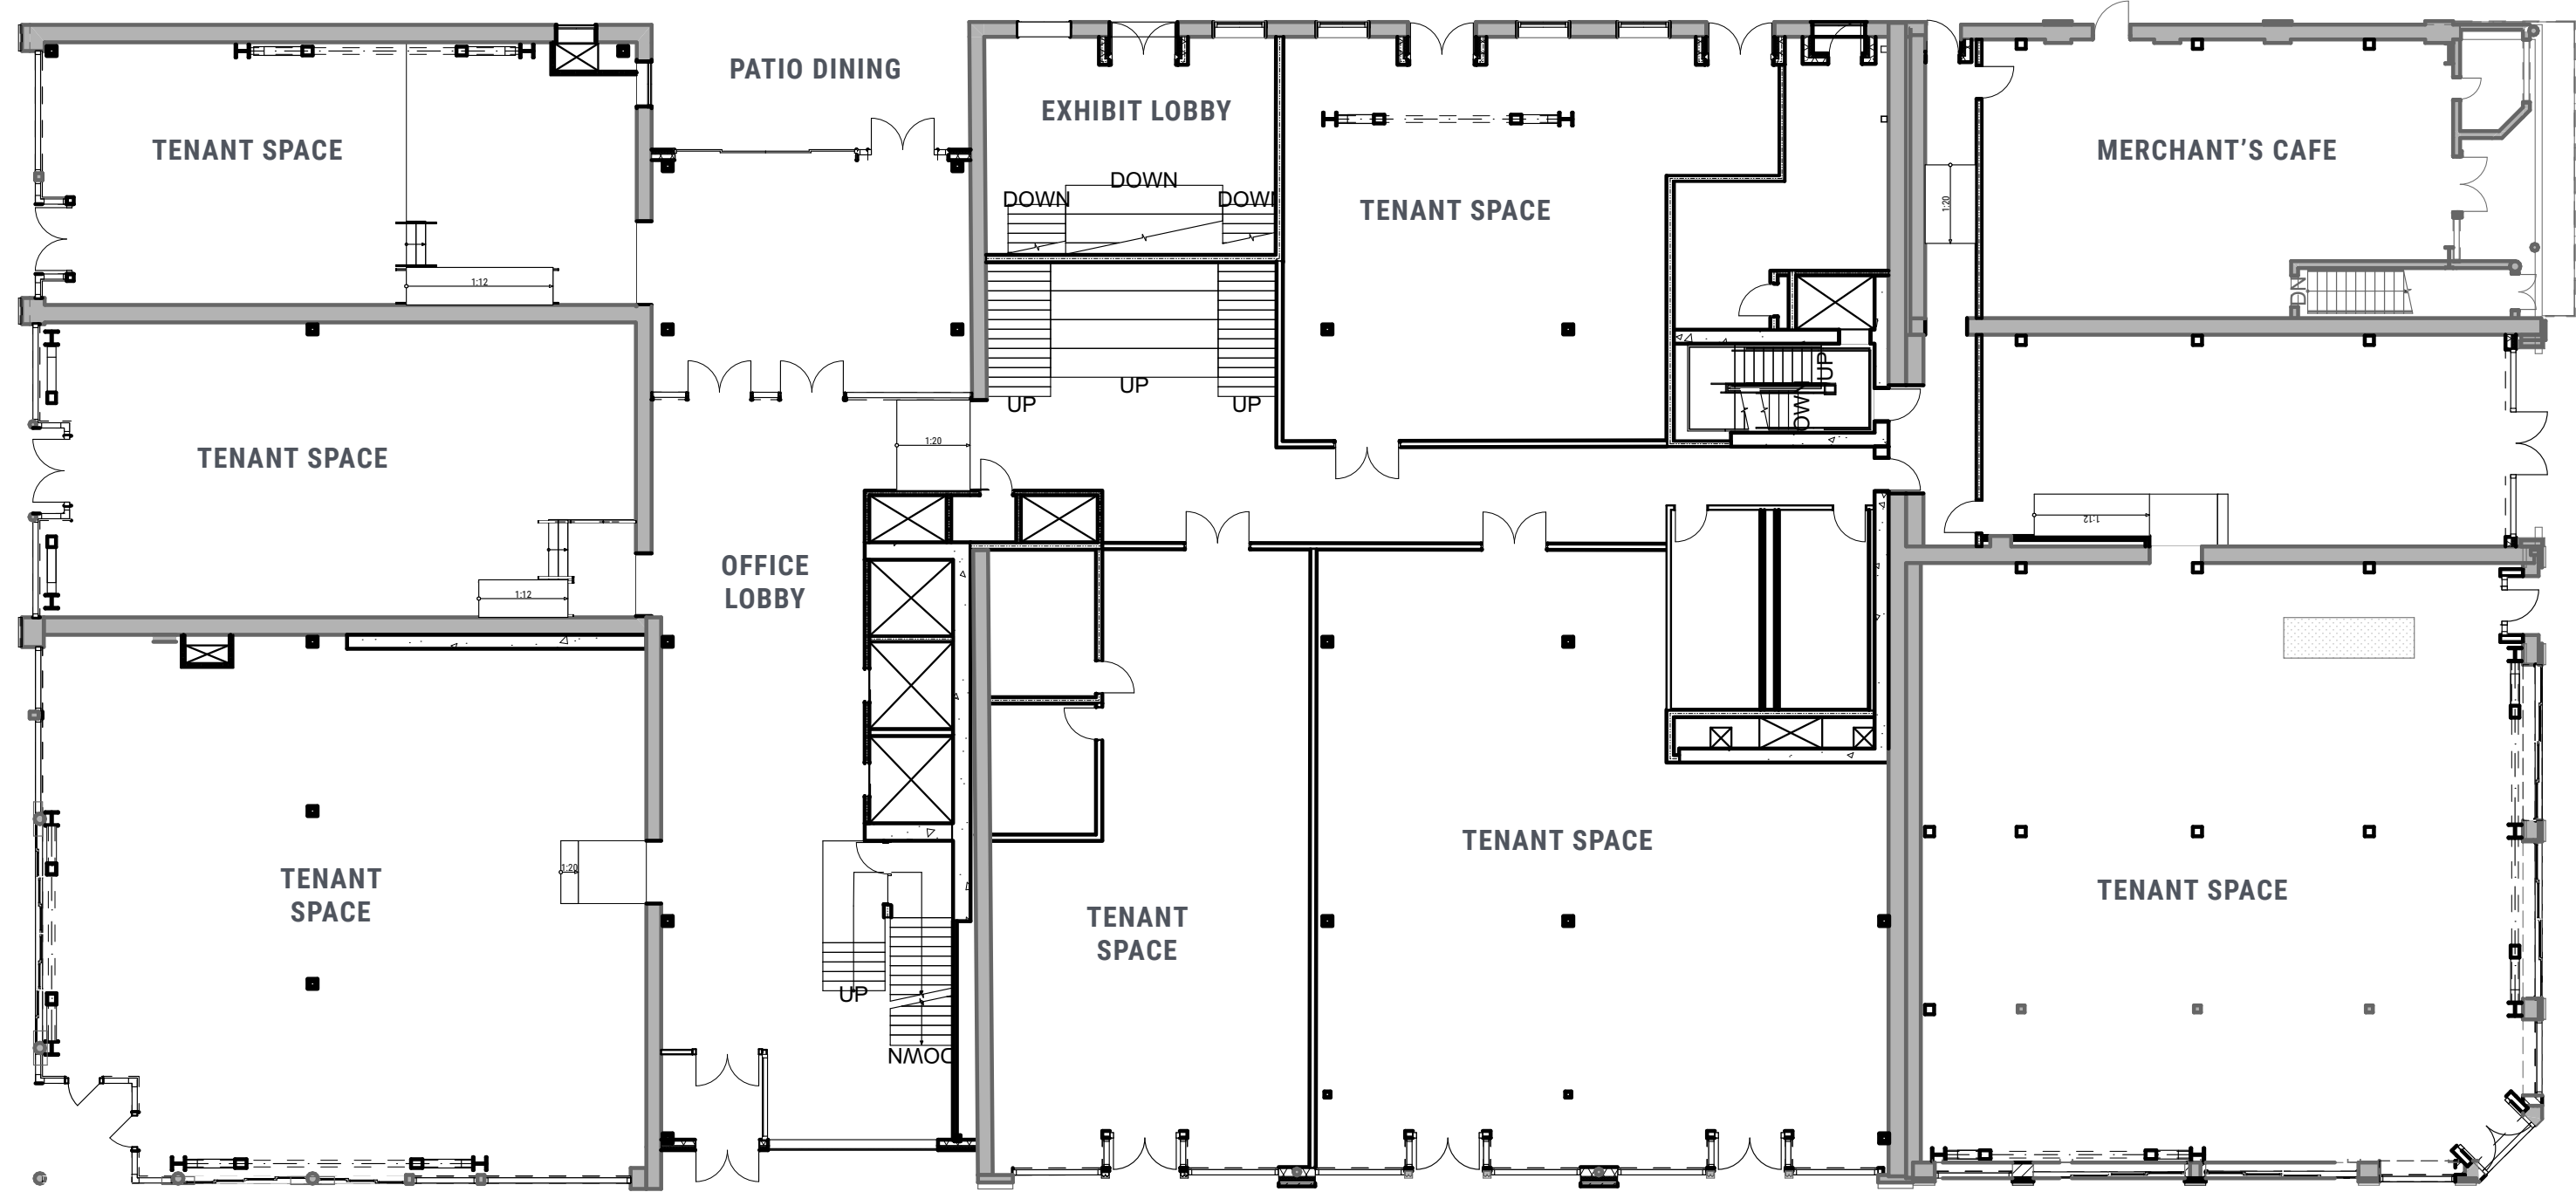 PATIO DINING
EXHIBIT LOBBY
TENANT SPACE
MERCHANT'S CAFE
DOWN
DOWN
DOWN
TENANT SPACE
1:20
1:12
DN
UP
UP
UP
UP
DOWN
1:20
TENANT SPACE
1:12
OFFICE
LOBBY
1:12
TENANT SPACE
TENANT
SPACE
1:20
TENANT
SPACE
TENANT SPACE
UP
DOWN